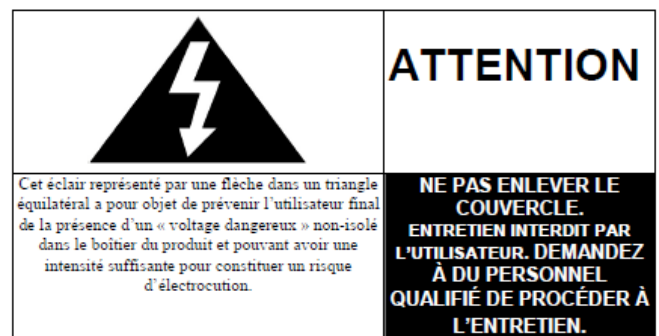 ATTENTION
Cet éclair représenté par une flèche dans un triangle
équilatéral a pour objet de prévenir l'utilisateur final
de la présence d'un « voltage dangereux » non-isolé
dans le boîtier du produit et pouvant avoir une
intensité suffisante pour constituer un risque
d'électrocution.
NE PAS ENLEVER LE
COUVERCLE.
ENTRETIEN INTERDIT PAR
L'UTILISATEUR. DEMANDEZ
À DU PERSONNEL
QUALIFIÉ DE PROCÉDER À
L'ENTRETIEN.